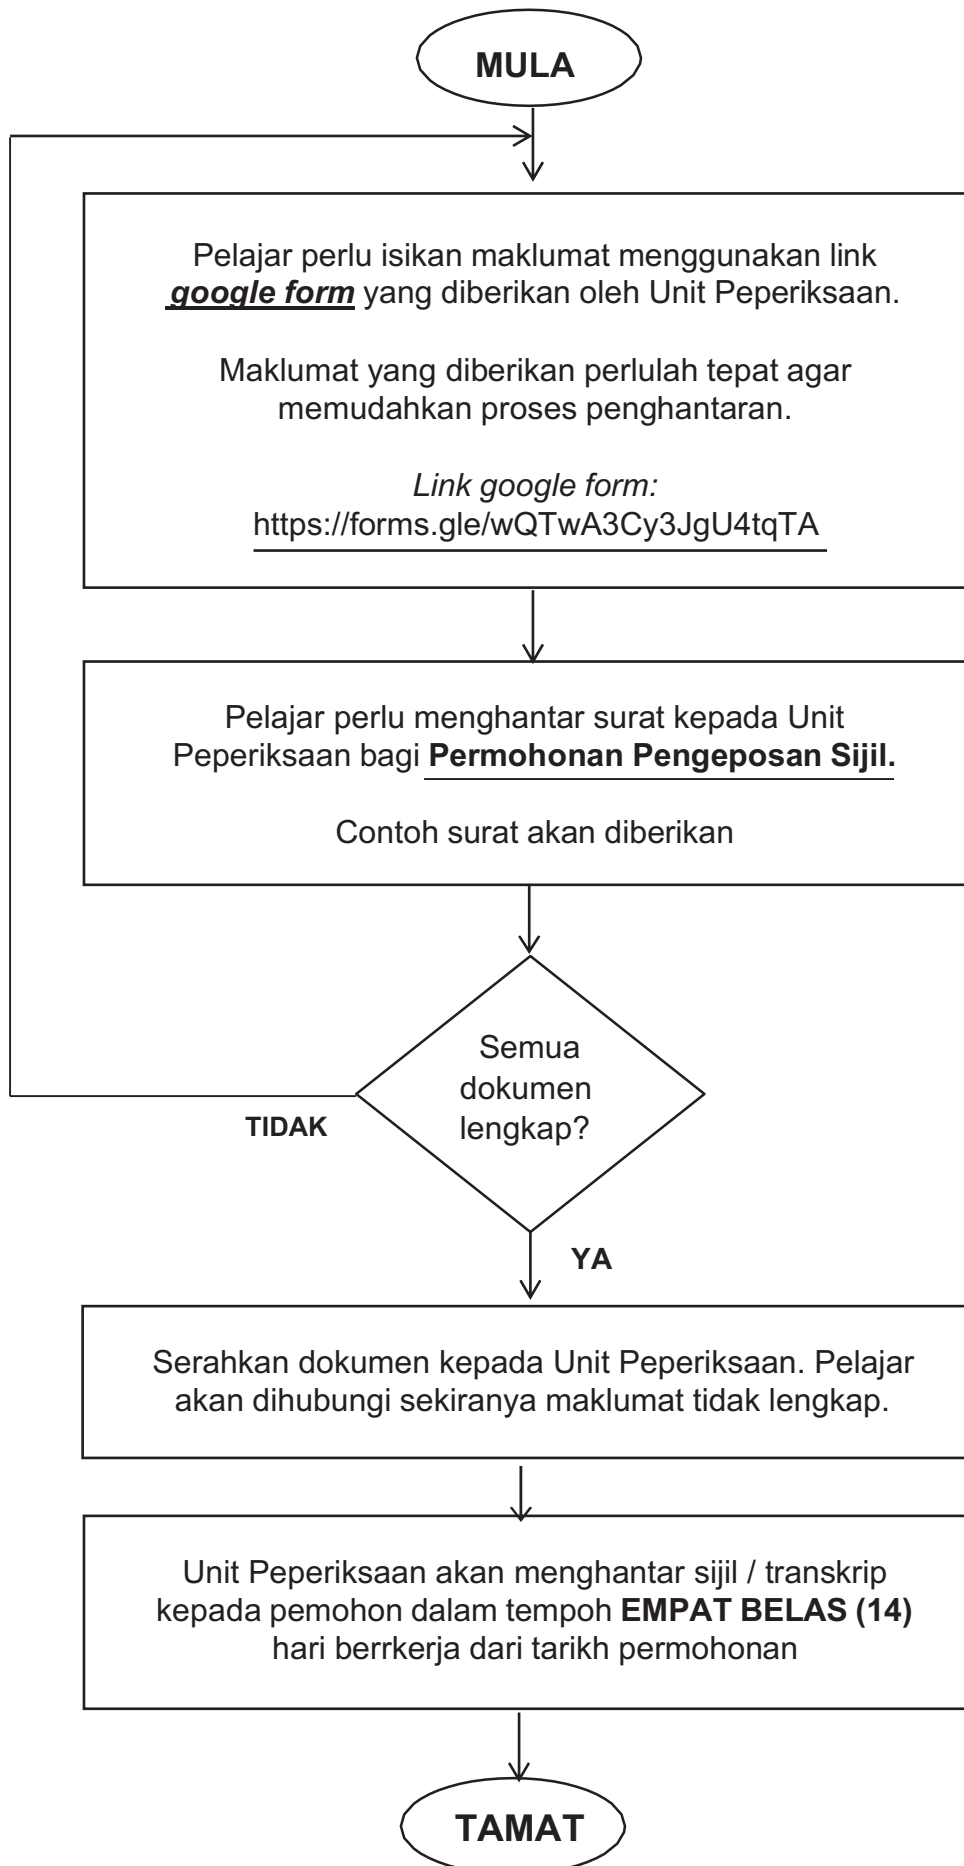 MULA
Pelajar perlu isikan maklumat menggunakan link
google form yang diberikan oleh Unit Peperiksaan.
Maklumat yang diberikan perlulah tepat agar
memudahkan proses penghantaran.
Link google form:
https://forms.gle/wQTwA3Cy3JgU4tqTA
Pelajar perlu menghantar surat kepada Unit
Peperiksaan bagi Permohonan Pengeposan Sijil.
Contoh surat akan diberikan
Semua
dokumen
lengkap?
TIDAK
YA
Serahkan dokumen kepada Unit Peperiksaan. Pelajar
akan dihubungi sekiranya maklumat tidak lengkap.
Unit Peperiksaan akan menghantar sijil / transkrip
kepada pemohon dalam tempoh EMPAT BELAS (14)
hari berrkerja dari tarikh permohonan
TAMAT